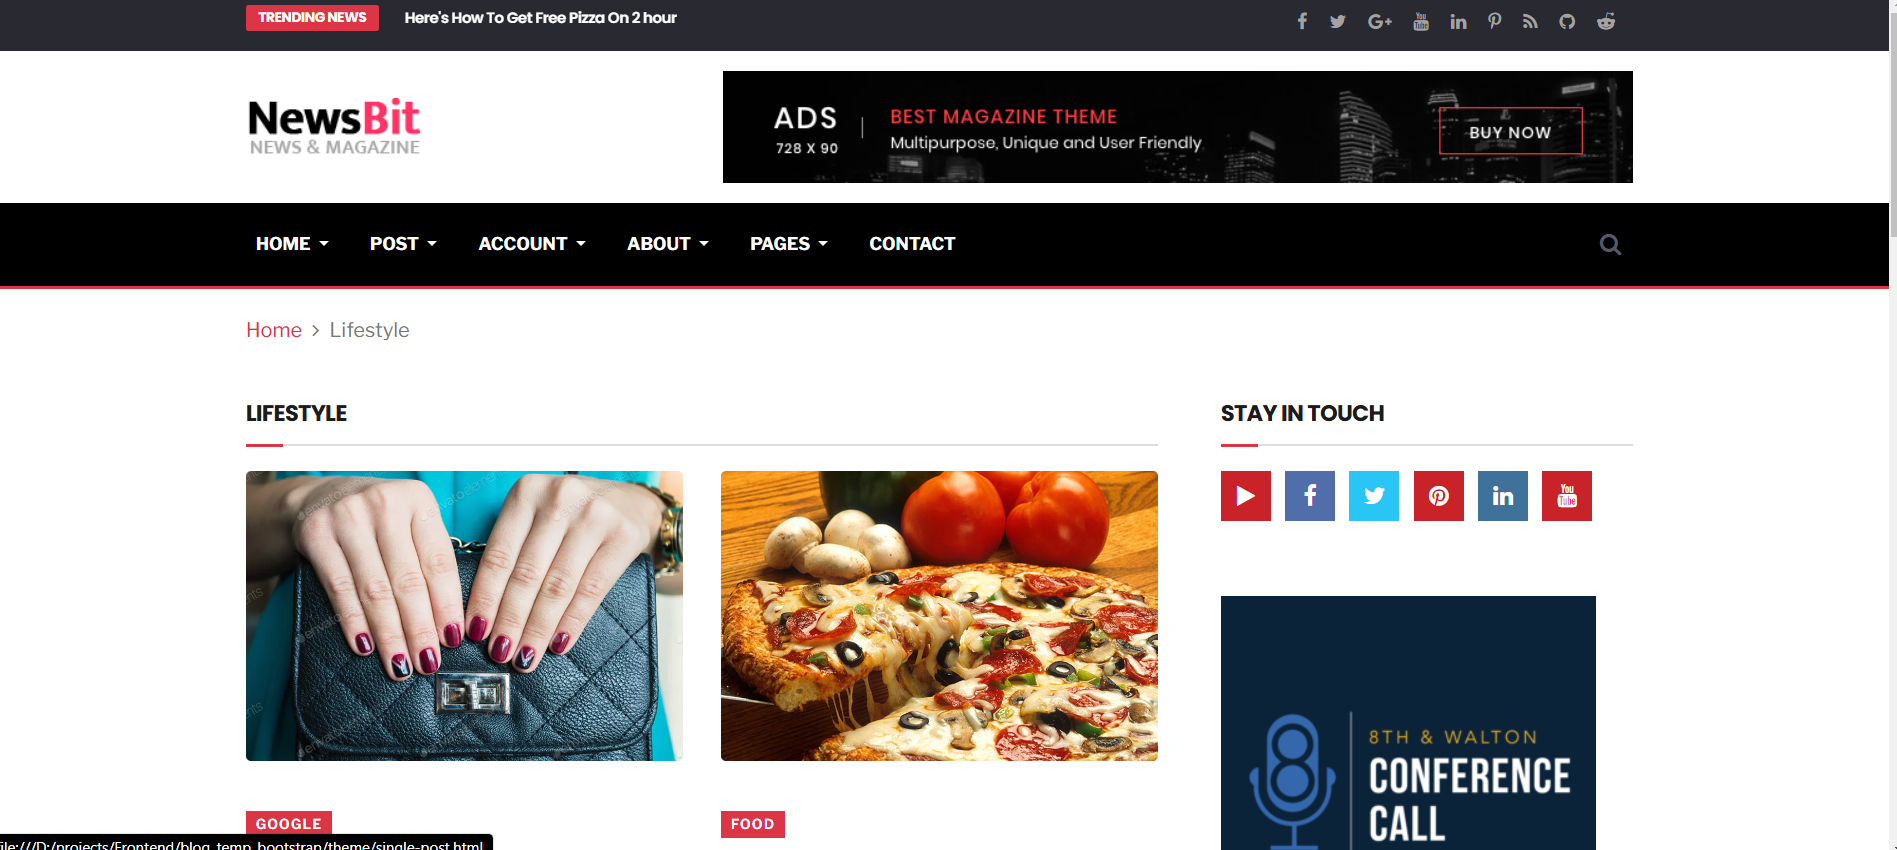 TRENDING NEWS Here's How To Get Free Pizza On 2 hour
NewsBit
NEWS & MAGAZINE
ADS
728 X 90
BEST MAGAZINE THEME
Multipurpose, Unique and User Friendly
BUY NOW
HOME POST ACCOUNT ABOUT PAGES CONTACT
Home > Lifestyle
LIFESTYLE
STAY IN TOUCH
You
Tube
8TH & WALTON
CONFERENCE
CALL
GOOGLE
FOOD
ile:///D:/projects/Frontend/blog_temp_bootstrap/theme/single-post.html